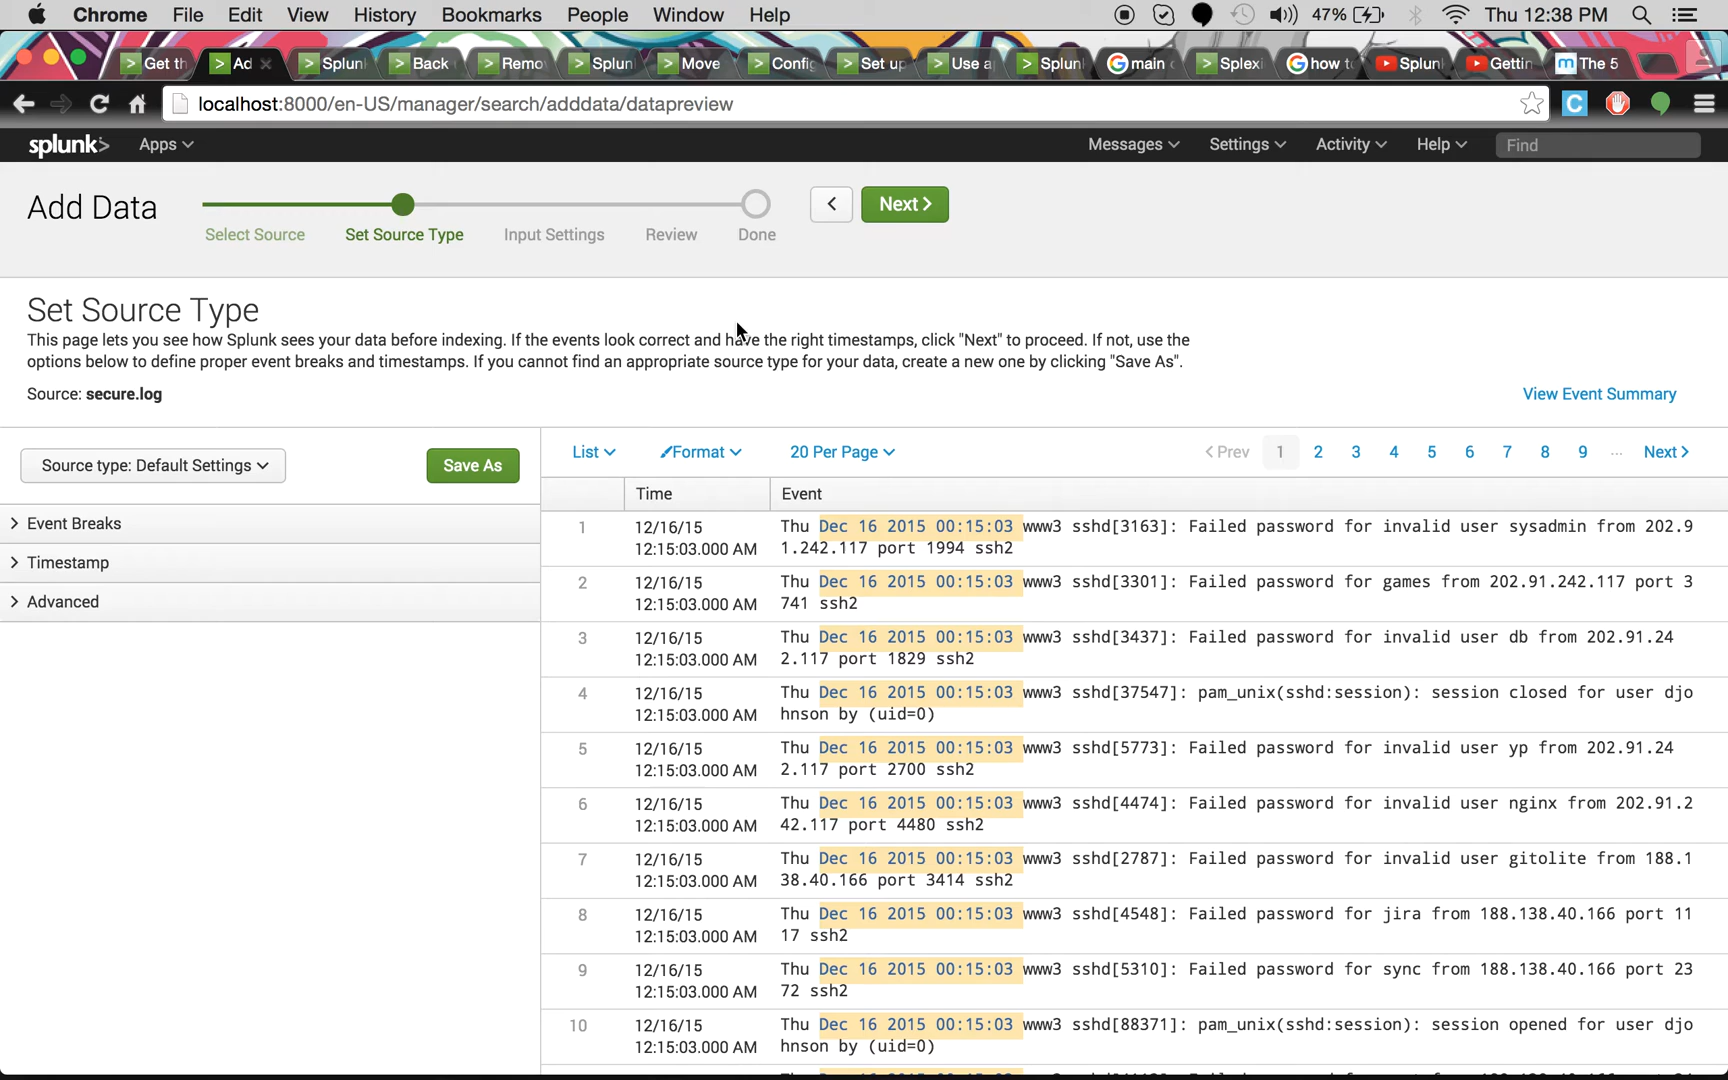 Chrome File Edit View History Bookmarks People Window Help 47% Thu 12:38 PM
Get th Ad Splun Back Remo Splun Move Config Set up Use a Splun main Splexi how to Splun Gettin The 5
localhost:8000/en-US/manager/search/adddata/datapreview
splunk> Apps Messages Settings Activity Help Find
Add Data < Next >
Select Source Set Source Type Input Settings Review Done
Set Source Type
This page lets you see how Splunk sees your data before indexing. If the events look correct and have the right timestamps, click "Next" to proceed. If not, use the
options below to define proper event breaks and timestamps. If you cannot find an appropriate source type for your data, create a new one by clicking "Save As".
Source: secure.log View Event Summary
Source type: Default Settings Save As
List Format 20 Per Page < Prev 1 2 3 4 5 6 7 8 9 ... Next >
> Event Breaks
> Timestamp
> Advanced
Time Event
1 12/16/15 Thu Dec 16 2015 00:15:03 www3 sshd[3163]: Failed password for invalid user sysadmin from 202.9
12:15:03.000 AM 1.242.117 port 1994 ssh2
2 12/16/15 Thu Dec 16 2015 00:15:03 www3 sshd[3301]: Failed password for games from 202.91.242.117 port 3
12:15:03.000 AM 741 ssh2
3 12/16/15 Thu Dec 16 2015 00:15:03 www3 sshd[3437]: Failed password for invalid user db from 202.91.24
12:15:03.000 AM 2.117 port 1829 ssh2
4 12/16/15 Thu Dec 16 2015 00:15:03 www3 sshd[37547]: pam_unix(sshd:session): session closed for user djo
12:15:03.000 AM hnson by (uid=0)
5 12/16/15 Thu Dec 16 2015 00:15:03 www3 sshd[5773]: Failed password for invalid user yp from 202.91.24
12:15:03.000 AM 2.117 port 2700 ssh2
6 12/16/15 Thu Dec 16 2015 00:15:03 www3 sshd[4474]: Failed password for invalid user nginx from 202.91.2
12:15:03.000 AM 42.117 port 4480 ssh2
7 12/16/15 Thu Dec 16 2015 00:15:03 www3 sshd[2787]: Failed password for invalid user gitolite from 188.1
12:15:03.000 AM 38.40.166 port 3414 ssh2
8 12/16/15 Thu Dec 16 2015 00:15:03 www3 sshd[4548]: Failed password for jira from 188.138.40.166 port 11
12:15:03.000 AM 17 ssh2
9 12/16/15 Thu Dec 16 2015 00:15:03 www3 sshd[5310]: Failed password for sync from 188.138.40.166 port 23
12:15:03.000 AM 72 ssh2
10 12/16/15 Thu Dec 16 2015 00:15:03 www3 sshd[88371]: pam_unix(sshd:session): session opened for user djo
12:15:03.000 AM hnson by (uid=0)